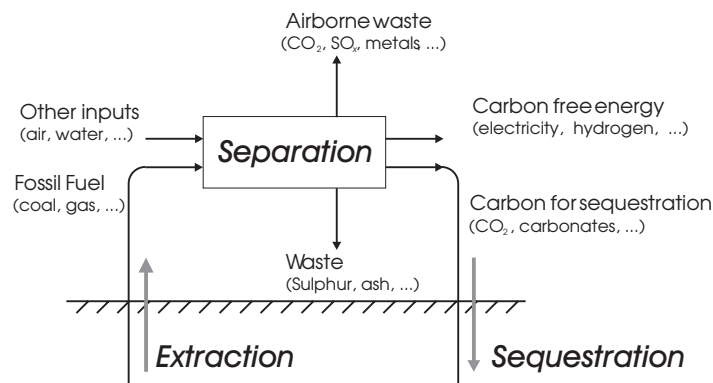 Airborne waste
(CO₂, SOₓ, metals, ...)
Other inputs
(air, water, ...)
Separation
Carbon free energy
(electricity, hydrogen, ...)
Fossil Fuel
(coal, gas, ...)
Carbon for sequestration
(CO₂, carbonates, ...)
Waste
(Sulphur, ash, ...)
Extraction
Sequestration